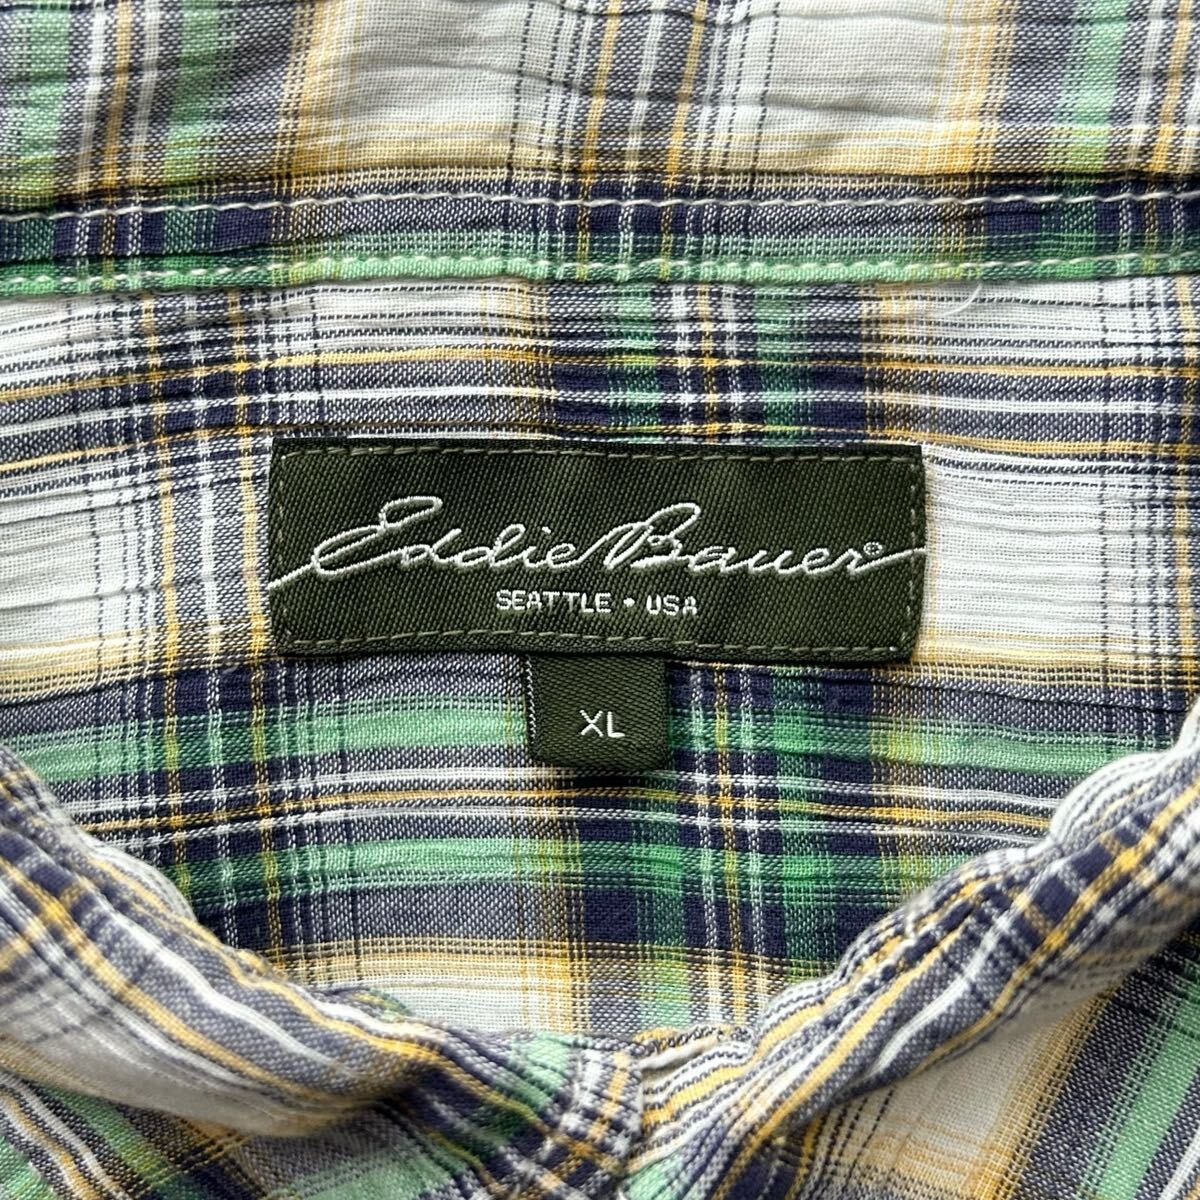 Eddie Bauer®
SEATTLE • USA
XL